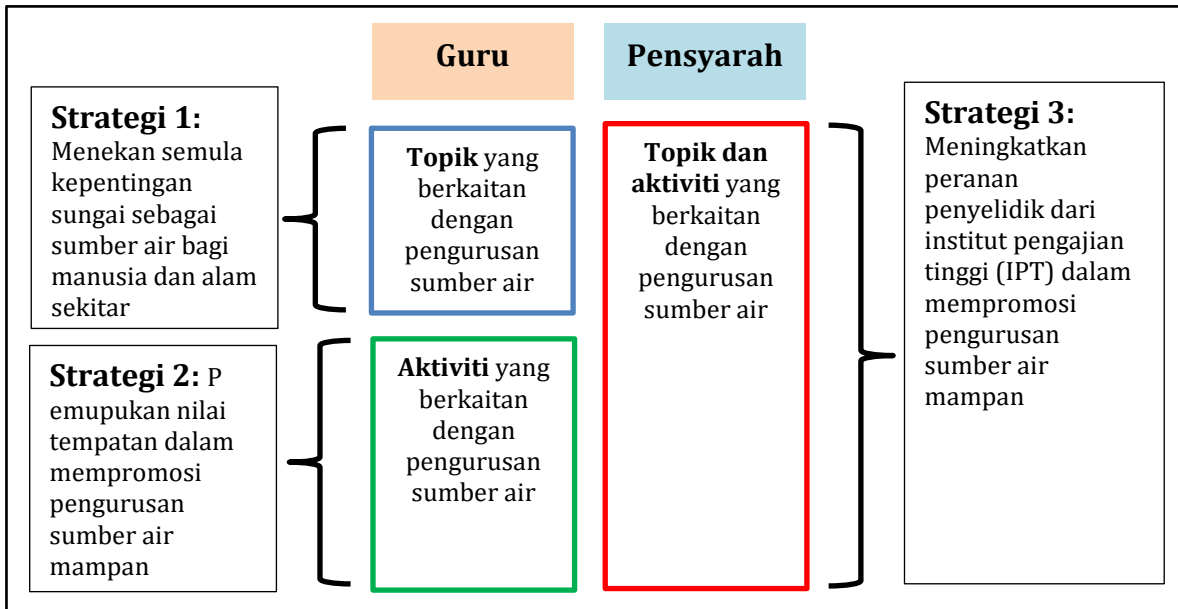 Guru
Pensyarah
Strategi 1:
Menekan semula
kepentingan
sungai sebagai
sumber air bagi
manusia dan alam
sekitar
Strategi 2: P
emupukan nilai
tempatan dalam
mempromosi
pengurusan
sumber air
mampan
Topik yang
berkaitan
dengan
pengurusan
sumber air
Aktiviti yang
berkaitan
dengan
pengurusan
sumber air
Topik dan
aktiviti yang
berkaitan
dengan
pengurusan
sumber air
Strategi 3:
Meningkatkan
peranan
penyelidik dari
institut pengajian
tinggi (IPT) dalam
mempromosi
pengurusan
sumber air
mampan